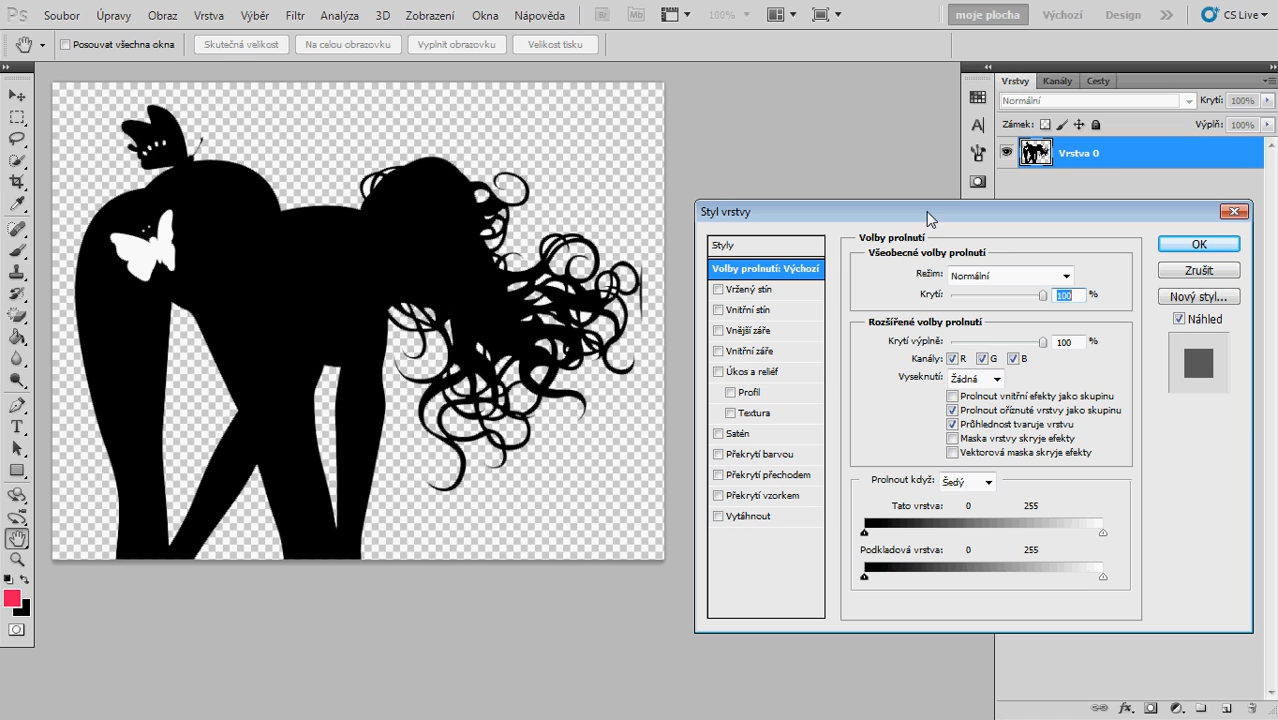 Ps Soubor Úpravy Obraz Vrstva Výběr Filtr Analýza 3D Zobrazení Okna Nápověda Br Mb 100% moje plocha Výchozí Design CS Live
Posouvat všechna okna Skutečná velikost Na celou obrazovku Vyplnit obrazovku Velikost tisku
Vrstvy Kanály Cesty
Normální Krytí: 100%
Zámek: Výplň: 100%
Vrstva 0
Styl vrstvy
Styly
Volby prolnutí: Výchozí
Vržený stín
Vnitřní stín
Vnější záře
Vnitřní záře
Úkos a reliéf
Profil
Textura
Satén
Překrytí barvou
Překrytí přechodem
Překrytí vzorkem
Vytáhnout
Volby prolnutí
Všeobecné volby prolnutí
Režim: Normální
Krytí: 100 %
Rozšířené volby prolnutí
Krytí výplně: 100 %
Kanály: R G B
Vyseknutí: Žádná
Prolnout vnitřní efekty jako skupinu
Prolnout oříznuté vrstvy jako skupinu
Průhlednost tvaruje vrstvu
Maska vrstvy skryje efekty
Vektorová maska skryje efekty
Prolnout když: Šedý
Tato vrstva: 0 255
Podkladová vrstva: 0 255
OK
Zrušit
Nový styl...
Náhled